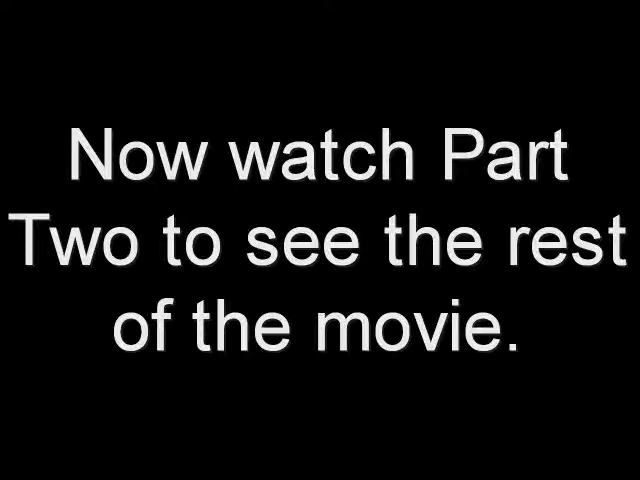 Now watch Part
Two to see the rest
of the movie.